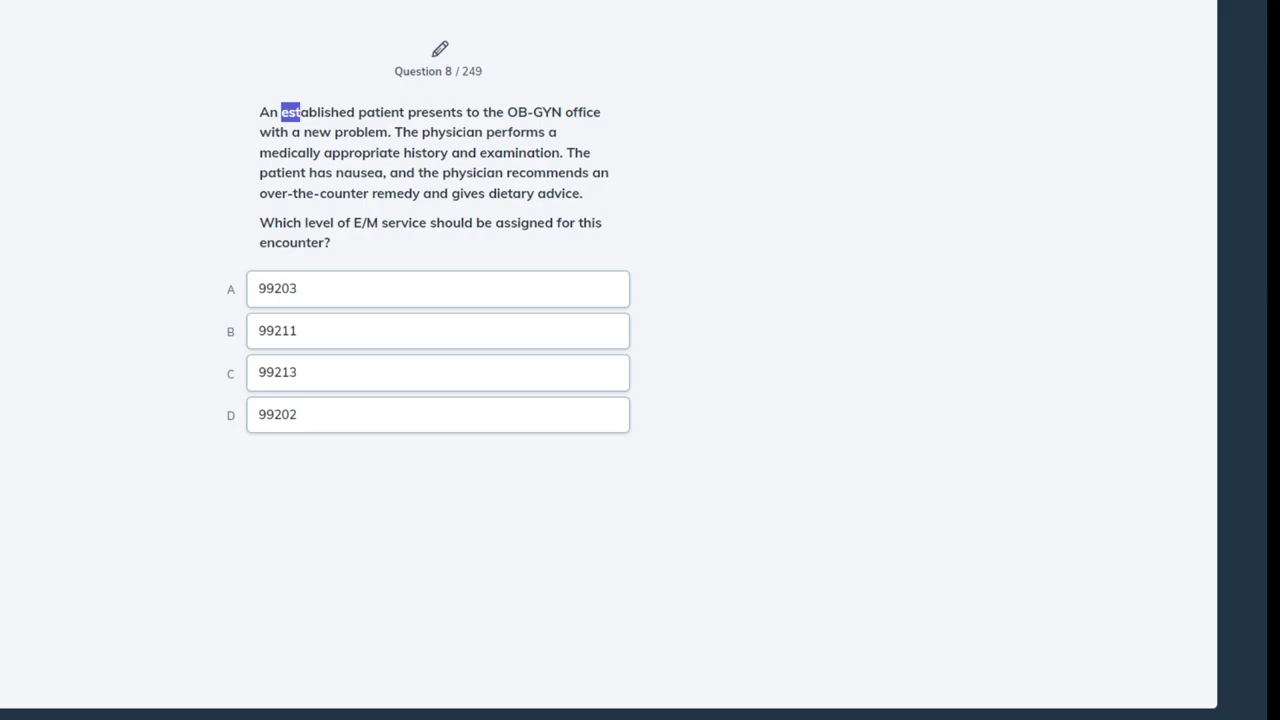 Question 8 / 249
An established patient presents to the OB-GYN office
with a new problem. The physician performs a
medically appropriate history and examination. The
patient has nausea, and the physician recommends an
over-the-counter remedy and gives dietary advice.
Which level of E/M service should be assigned for this
encounter?
A 99203
B 99211
C 99213
D 99202